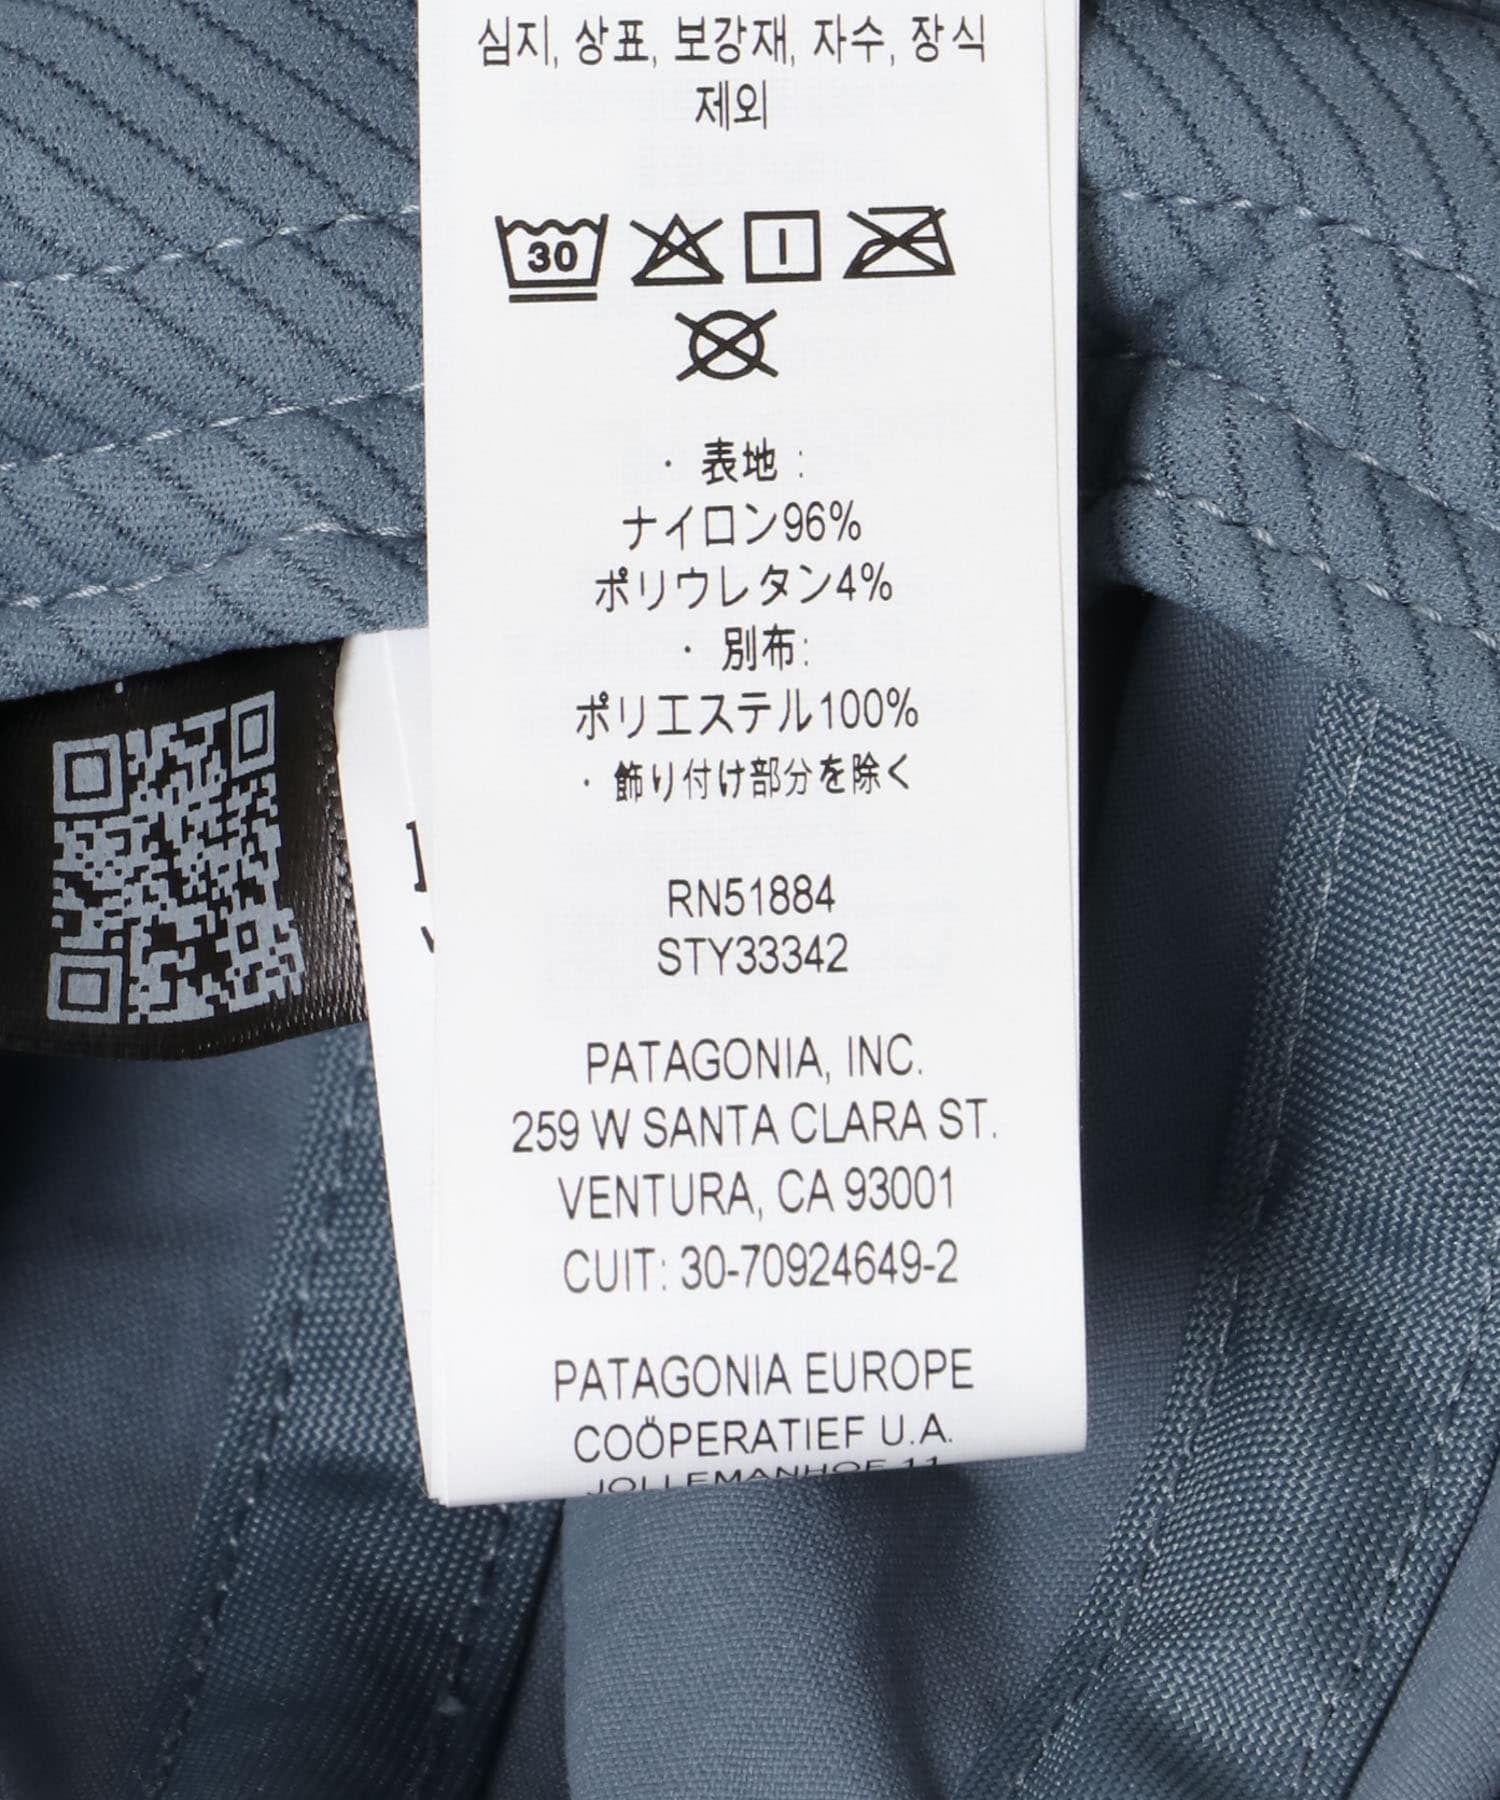 심지, 상표, 보강재, 자수, 장식
제외
30
· 表地 :
ナイロン96%
ポリウレタン4%
· 別布:
ポリエステル100%
· 飾り付け部分を除く
RN51884
STY33342
PATAGONIA, INC.
259 W SANTA CLARA ST.
VENTURA, CA 93001
CUIT: 30-70924649-2
PATAGONIA EUROPE
COÖPERATIEF U.A.
JOLLEMANHOF 11